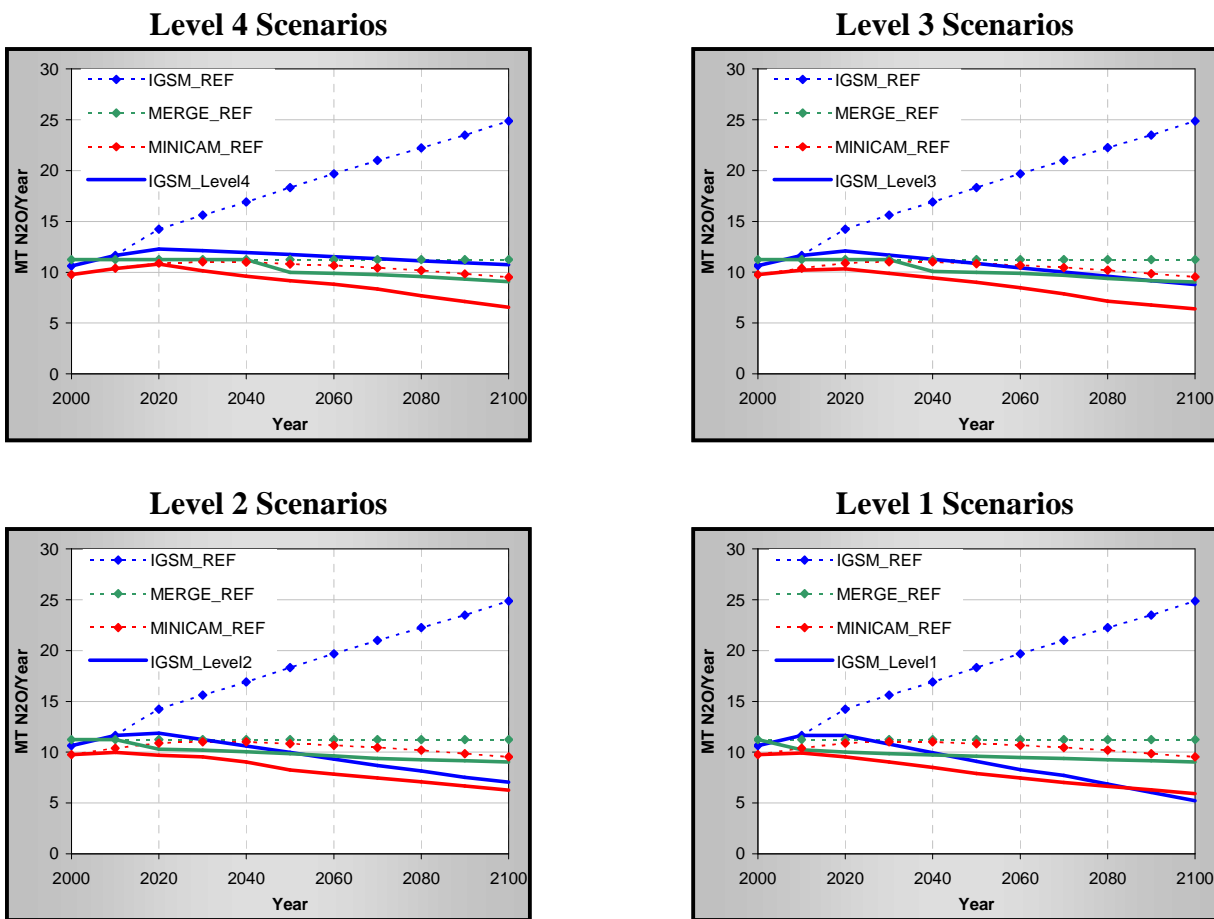 Level 4 Scenarios
30
25
20
15
10
5
0
MT N2O/Year
IGSM_REF
MERGE_REF
MINICAM_REF
IGSM_Level4
2000 2020 2040 2060 2080 2100
Year
Level 3 Scenarios
30
25
20
15
10
5
0
MT N2O/Year
IGSM_REF
MERGE_REF
MINICAM_REF
IGSM_Level3
2000 2020 2040 2060 2080 2100
Year
Level 2 Scenarios
30
25
20
15
10
5
0
MT N2O/Year
IGSM_REF
MERGE_REF
MINICAM_REF
IGSM_Level2
2000 2020 2040 2060 2080 2100
Year
Level 1 Scenarios
30
25
20
15
10
5
0
MT N2O/Year
IGSM_REF
MERGE_REF
MINICAM_REF
IGSM_Level1
2000 2020 2040 2060 2080 2100
Year